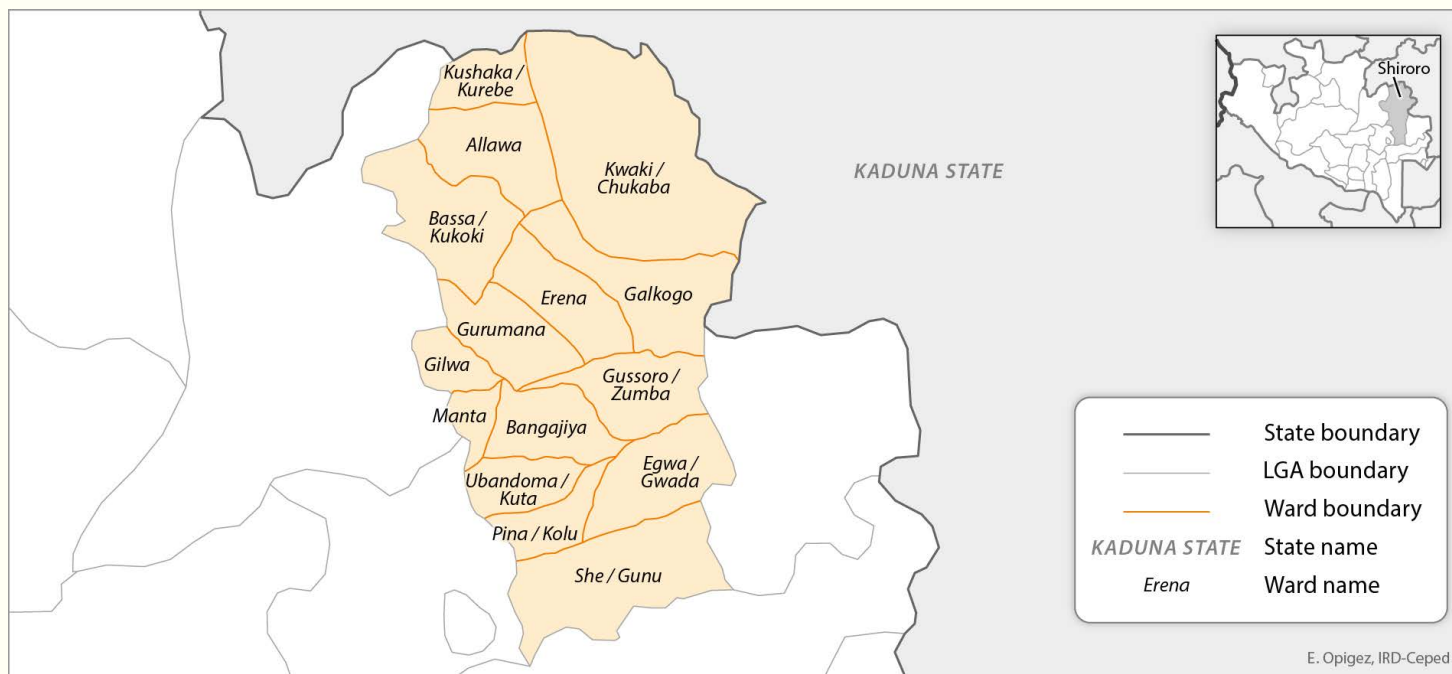 Kushaka /
Kurebe
Allawa
Kwaki /
Chukaba
Bassa /
Kukoki
Erena
Galkogo
Gurumana
Gilwa
Gussoro /
Zumba
Manta
Bangajiya
Egwa /
Gwada
Ubandoma /
Kuta
Pina / Kolu
She / Gunu
KADUNA STATE
Shiroro
State boundary
LGA boundary
Ward boundary
KADUNA STATE State name
Erena Ward name
E. Opigez, IRD-Ceped